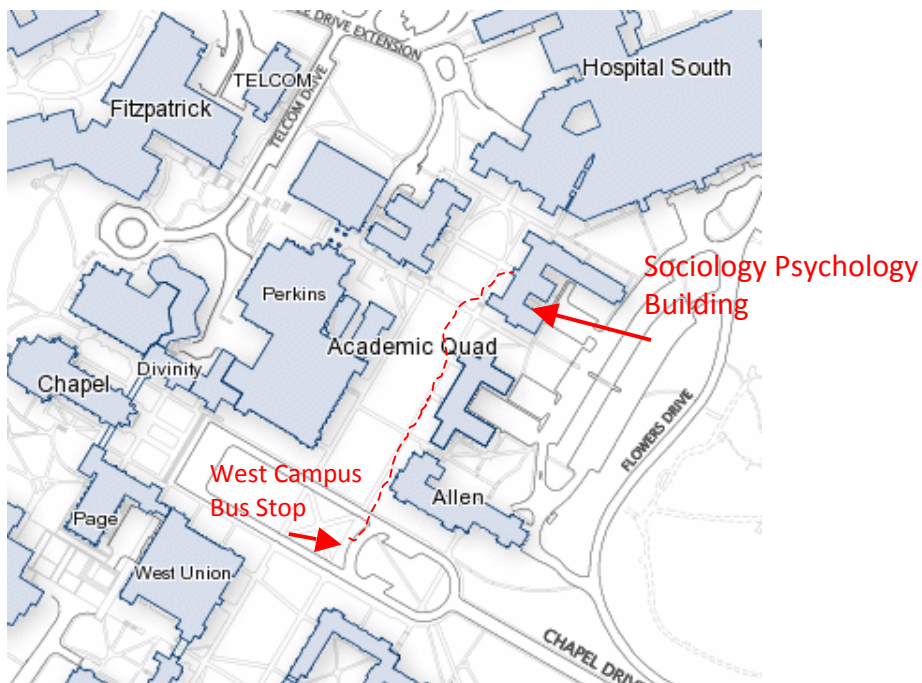 LE DRIVE EXTENSION
TELCOM
Hospital South
Fitzpatrick
TELCOM DRIVE
Sociology Psychology
Building
Perkins
Academic Quad
Divinity
Chapel
FLOWERS DRIVE
West Campus
Bus Stop
Allen
Page
West Union
CHAPEL DRIVE